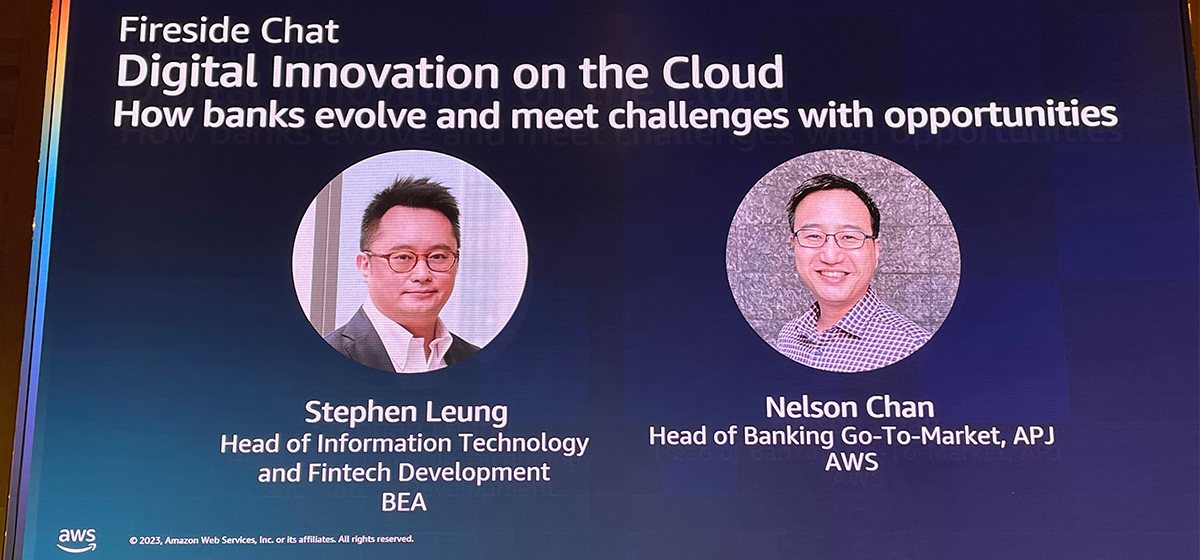 Fireside Chat
Digital Innovation on the Cloud
How banks evolve and meet challenges with opportunities
Stephen Leung
Head of Information Technology
and Fintech Development
BEA
Nelson Chan
Head of Banking Go-To-Market, APJ
AWS
aws
© 2023, Amazon Web Services, Inc. or its affiliates. All rights reserved.